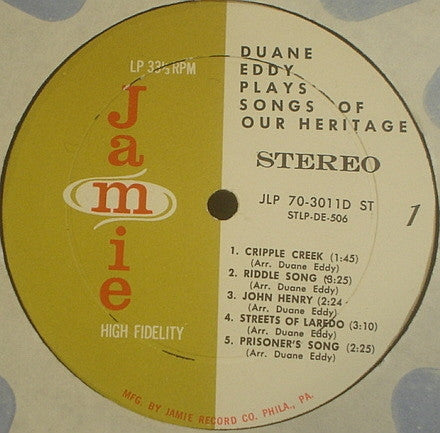 DUANE
EDDY
PLAYS
SONGS OF
OUR HERITAGE
LP 33⅓ RPM
Jamie
HIGH FIDELITY
STEREO
JLP 70-3011D ST
STLP-DE-506
1
1. CRIPPLE CREEK (1:45)
(Arr. Duane Eddy)
2. RIDDLE SONG (3:25)
(Arr. Duane Eddy)
3. JOHN HENRY (2:24
(Arr. Duane Eddy)
4. STREETS OF LAREDO (3:10)
(Arr. Duane Eddy)
5. PRISONER'S SONG (2:25)
(Arr. Duane Eddy)
MFG. BY JAMIE RECORD CO. PHILA., PA.